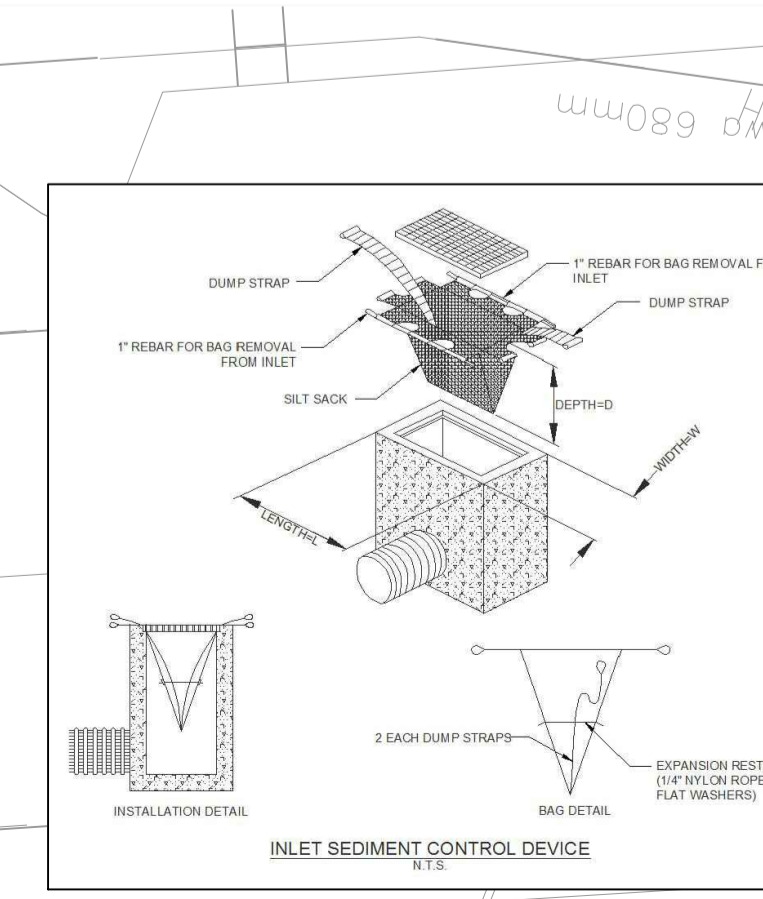 680mm
1" REBAR FOR BAG REMOVAL F
INLET
DUMP STRAP
DUMP STRAP
1" REBAR FOR BAG REMOVAL
FROM INLET
SILT SACK
DEPTH=D
WIDTH=W
LENGTH=L
2 EACH DUMP STRAPS
EXPANSION REST
(1/4" NYLON ROPE
FLAT WASHERS)
INSTALLATION DETAIL
BAG DETAIL
INLET SEDIMENT CONTROL DEVICE
N.T.S.